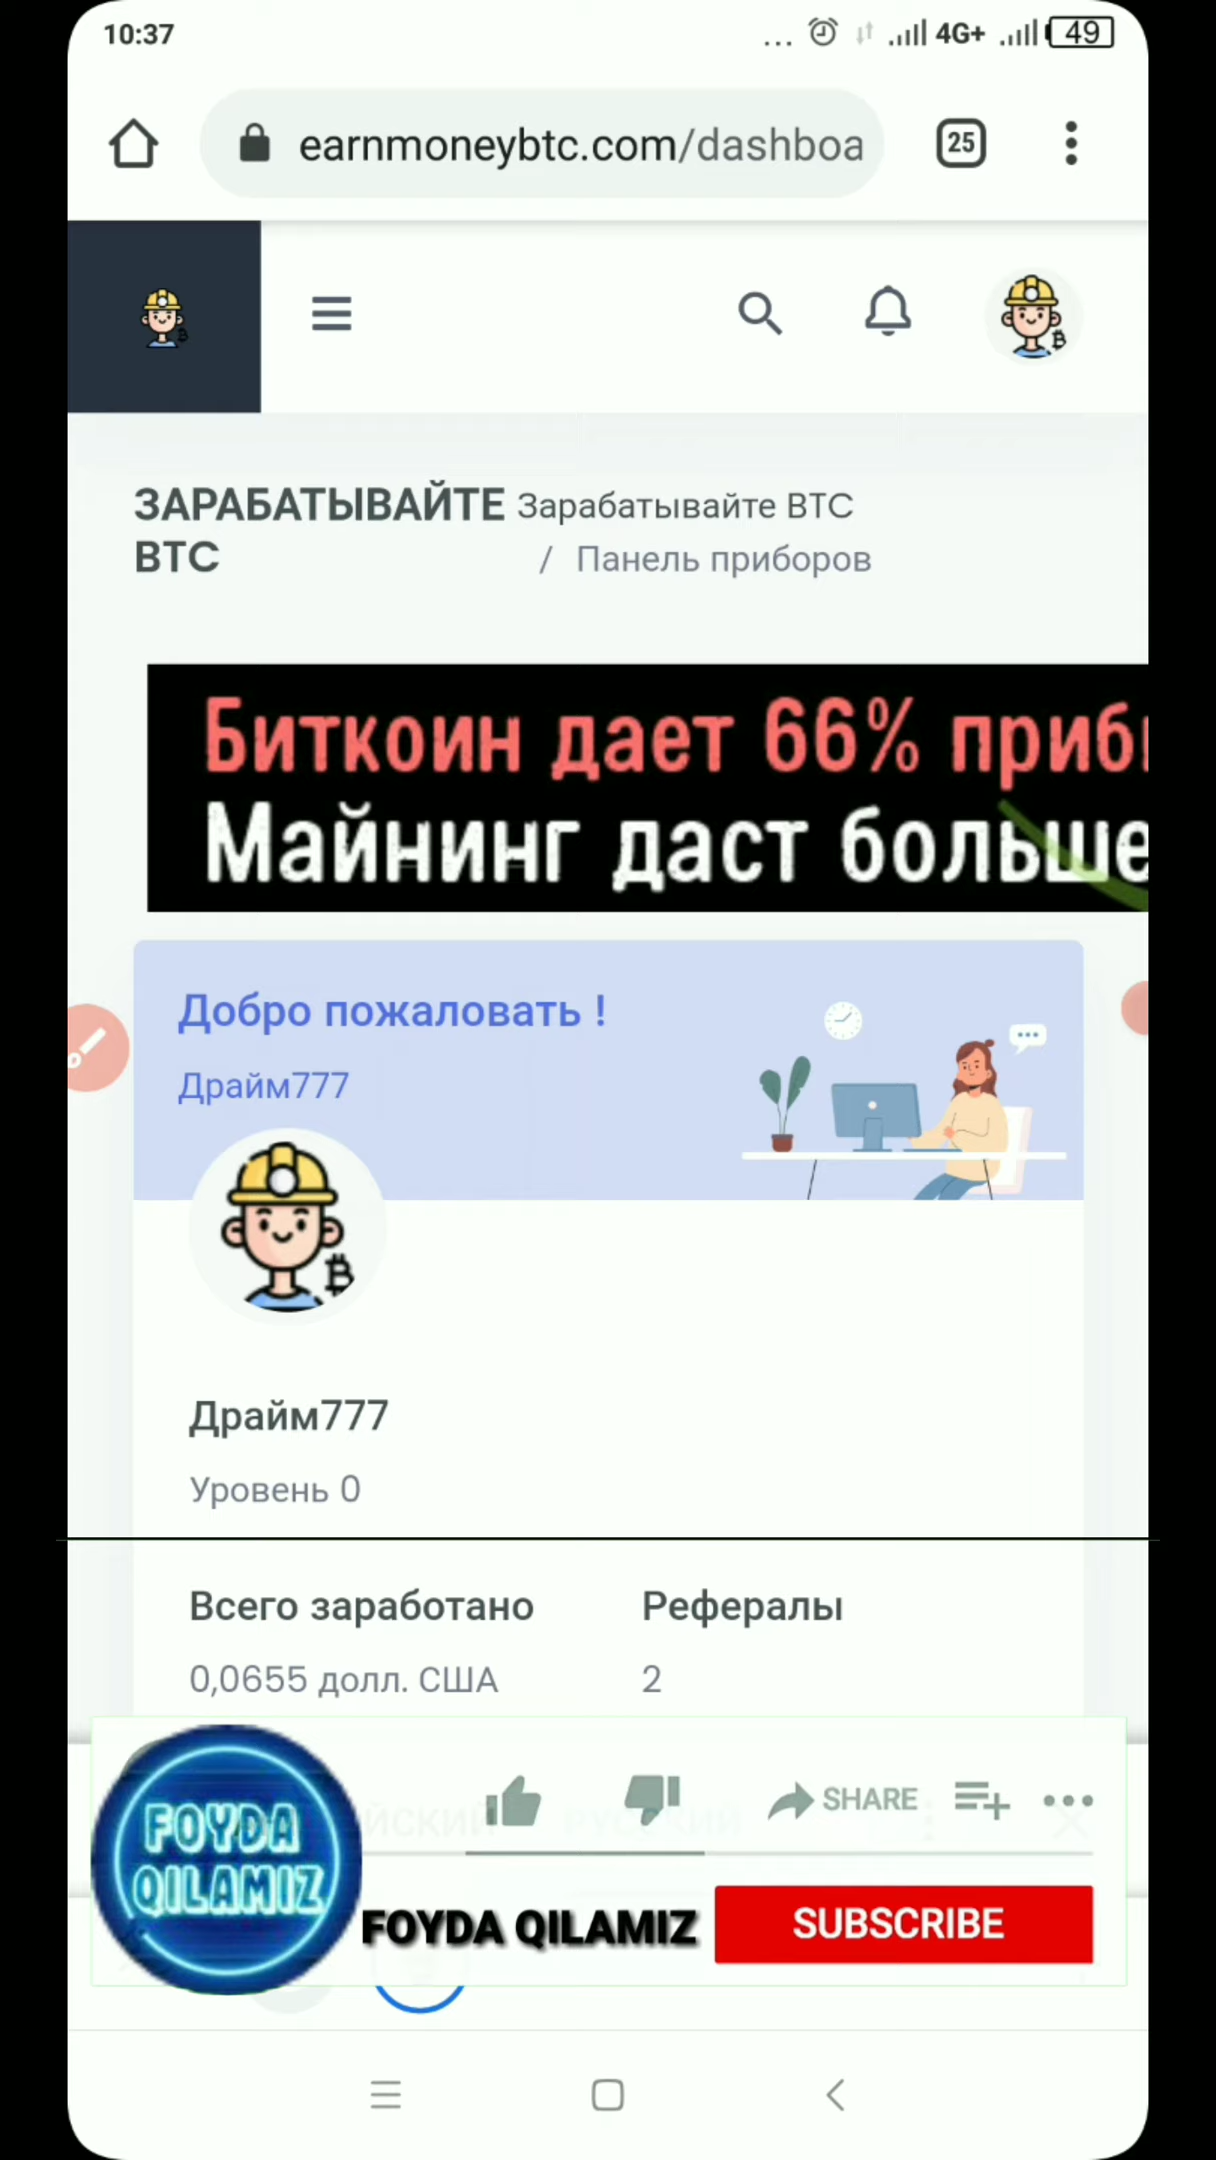 10:37
... 4G+ 49
earnmoneybtc.com/dashboa
25
ЗАРАБАТЫВАЙТЕ Зарабатывайте BTC
BTC / Панель приборов
Биткоин дает 66% приб
Майнинг даст больше
Добро пожаловать !
Драйм777
Драйм777
Уровень 0
Всего заработано Рефералы
0,0655 долл. США 2
FOYDA
QILAMIZ
ЙСКИЙ РУССКИЙ
SHARE
FOYDA QILAMIZ
SUBSCRIBE